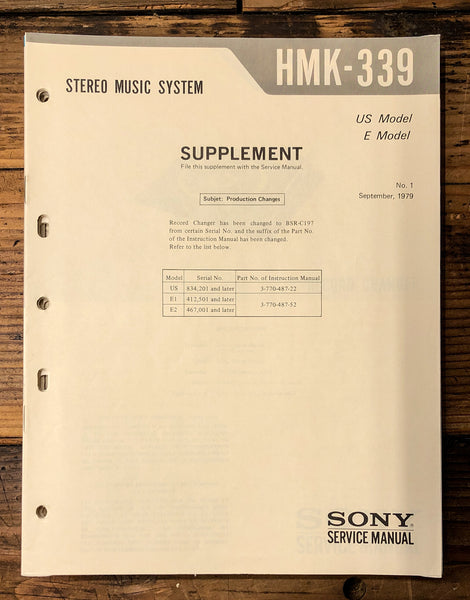 HMK-339
STEREO MUSIC SYSTEM
US Model
E Model
SUPPLEMENT
File this supplement with the Service Manual.
No. 1
September, 1979
Subjet: Production Changes
Record Changer has been changed to BSR-C197
from certain Serial No. and the suffix of the Part No.
of the Instruction Manual has been changed.
Refer to the list below.
Model Serial No. Part No. of Instruction Manual
US 834,201 and later 3-770-487-22
E1 412,501 and later 3-770-487-52
E2 467,001 and later
SONY
SERVICE MANUAL